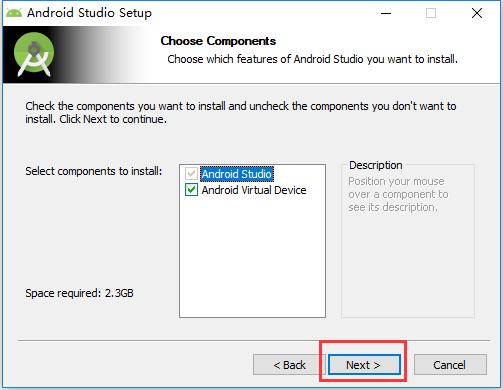 Android Studio Setup
Choose Components
Choose which features of Android Studio you want to install.
Check the components you want to install and uncheck the components you don't want to
install. Click Next to continue.
Select components to install:
Android Studio
Android Virtual Device
Description
Position your mouse
over a component to
see its description.
Space required: 2.3GB
< Back
Next >
Cancel